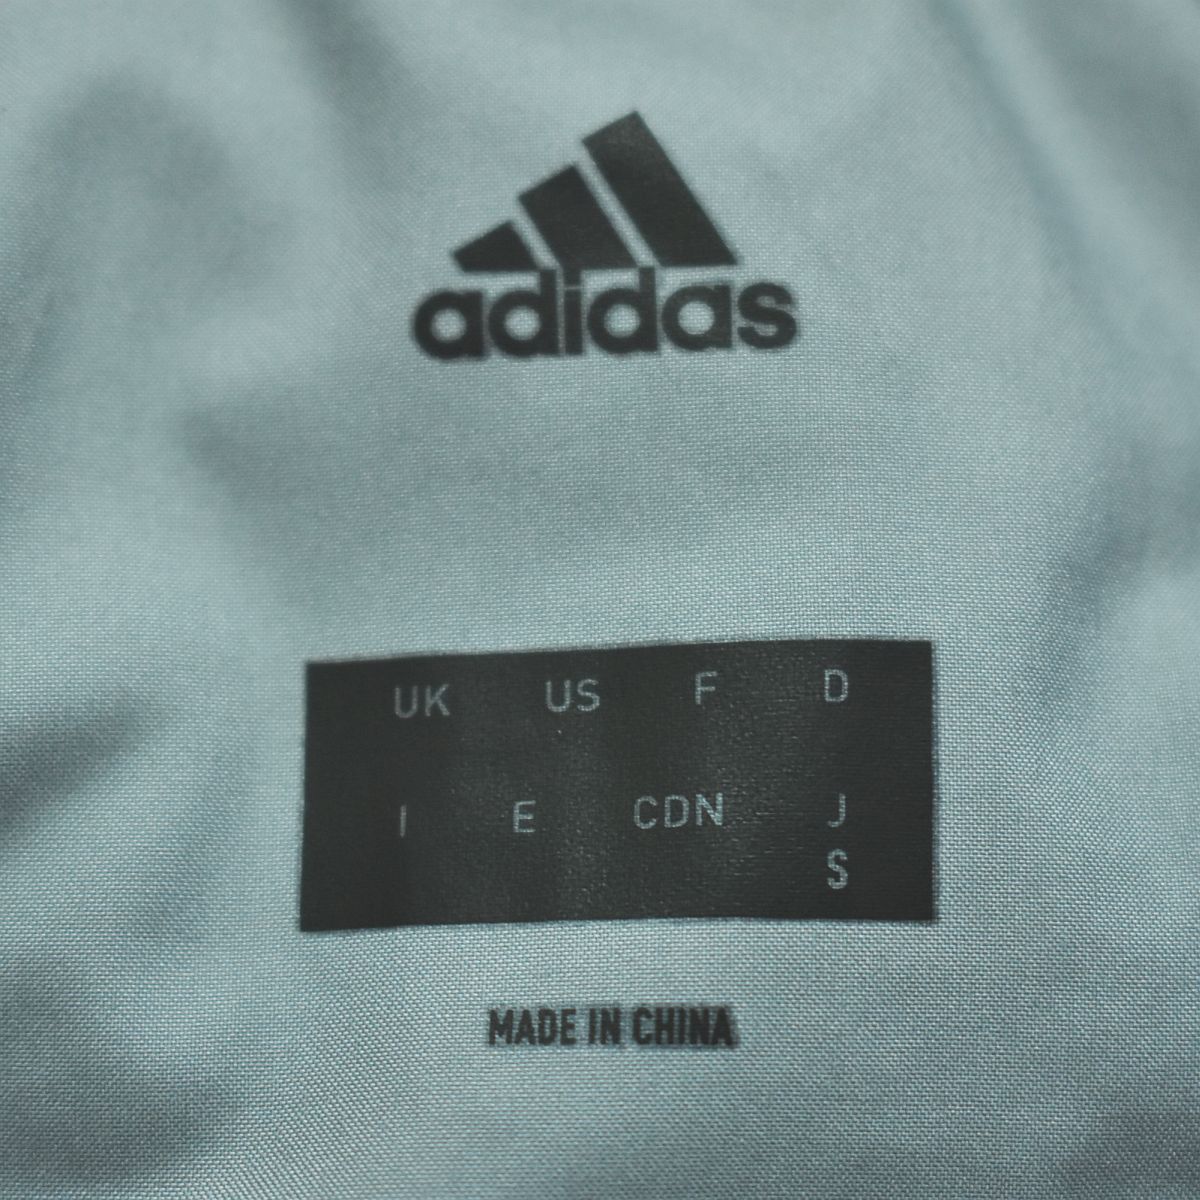 adidas
UK US F D
I E CDN J
S
MADE IN CHINA